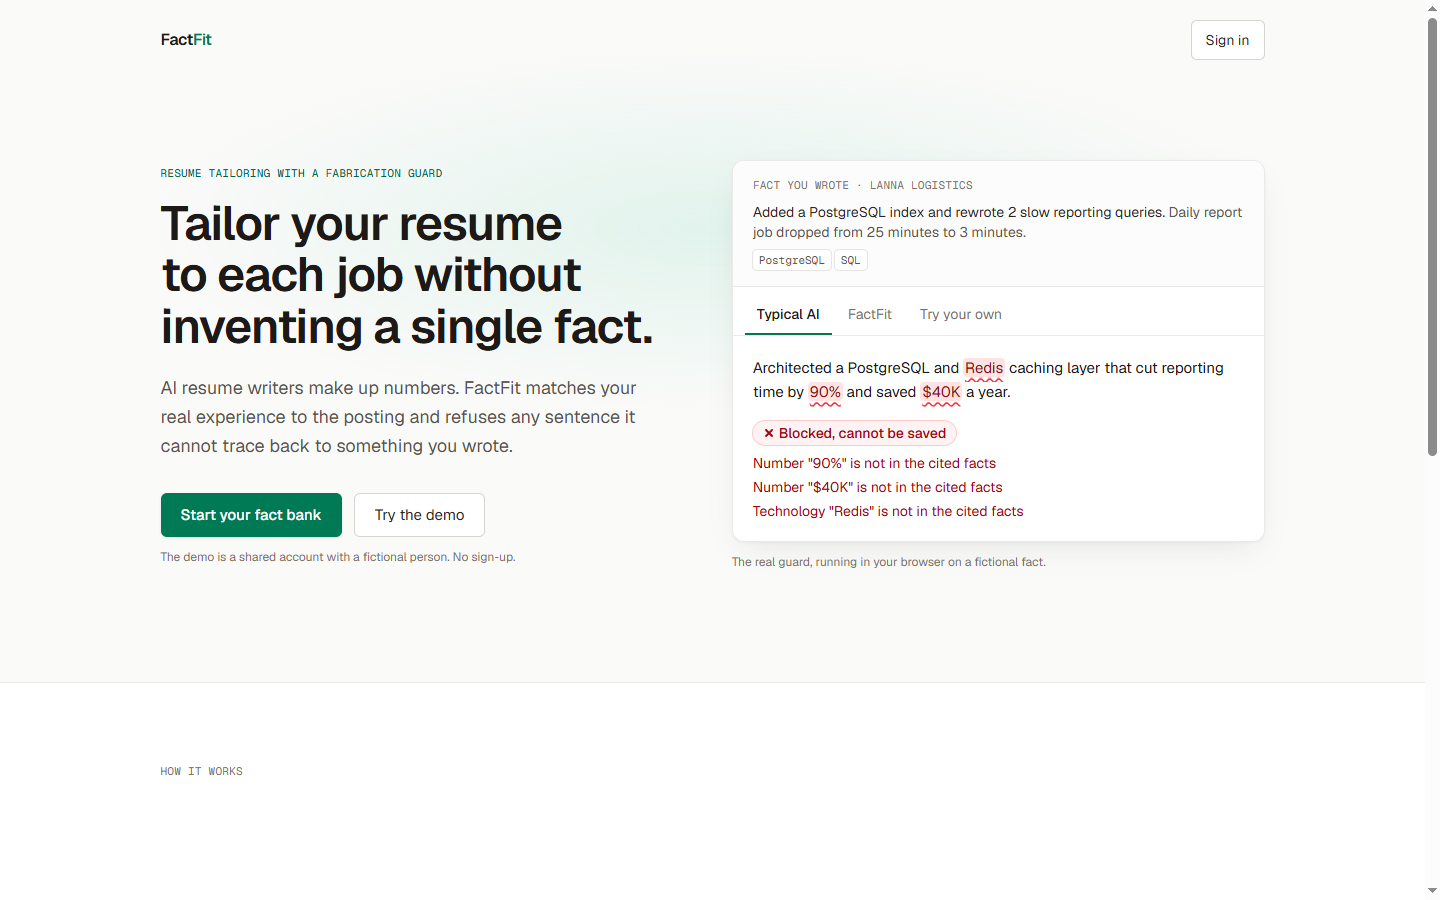 FactFit
Sign in
RESUME TAILORING WITH A FABRICATION GUARD
Tailor your resume
to each job without
inventing a single fact.
AI resume writers make up numbers. FactFit matches your
real experience to the posting and refuses any sentence it
cannot trace back to something you wrote.
Start your fact bank
Try the demo
The demo is a shared account with a fictional person. No sign-up.
FACT YOU WROTE · LANNA LOGISTICS
Added a PostgreSQL index and rewrote 2 slow reporting queries. Daily report
job dropped from 25 minutes to 3 minutes.
PostgreSQL SQL
Typical AI FactFit Try your own
Architected a PostgreSQL and Redis caching layer that cut reporting
time by 90% and saved $40K a year.
✕ Blocked, cannot be saved
Number "90%" is not in the cited facts
Number "$40K" is not in the cited facts
Technology "Redis" is not in the cited facts
The real guard, running in your browser on a fictional fact.
HOW IT WORKS